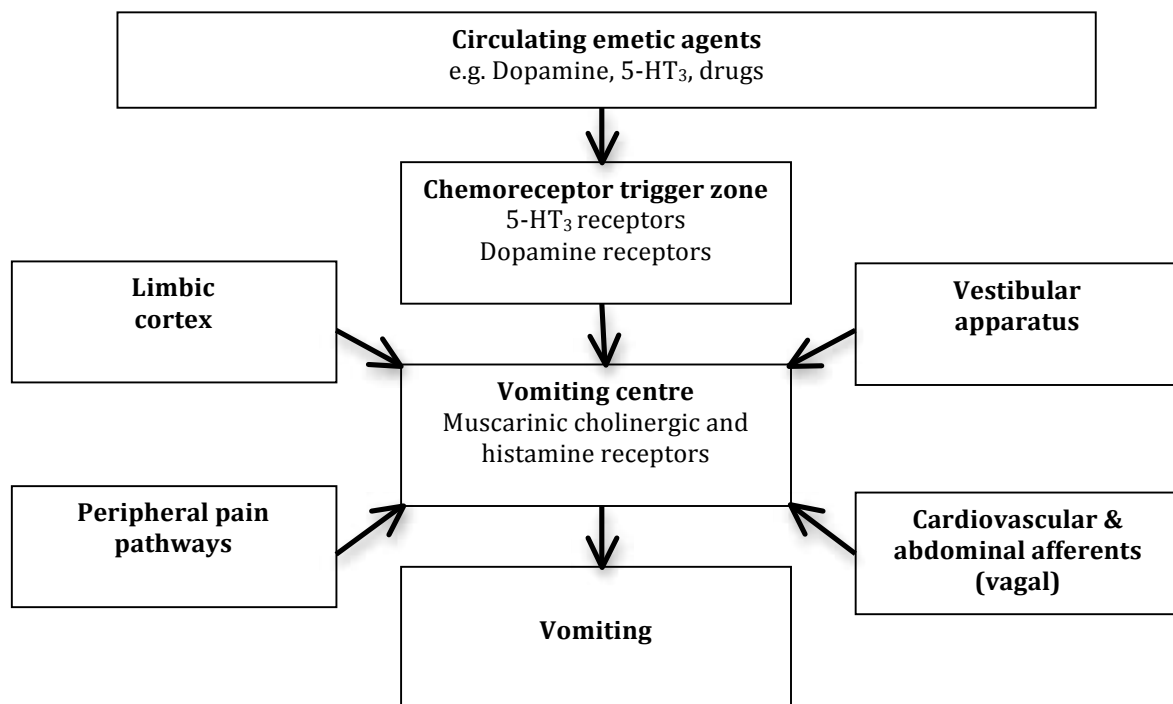 Circulating emetic agents
e.g. Dopamine, 5-HT₃, drugs
Chemoreceptor trigger zone
5-HT₃ receptors
Dopamine receptors
Limbic
cortex
Vestibular
apparatus
Vomiting centre
Muscarinic cholinergic and
histamine receptors
Peripheral pain
pathways
Cardiovascular &
abdominal afferents
(vagal)
Vomiting